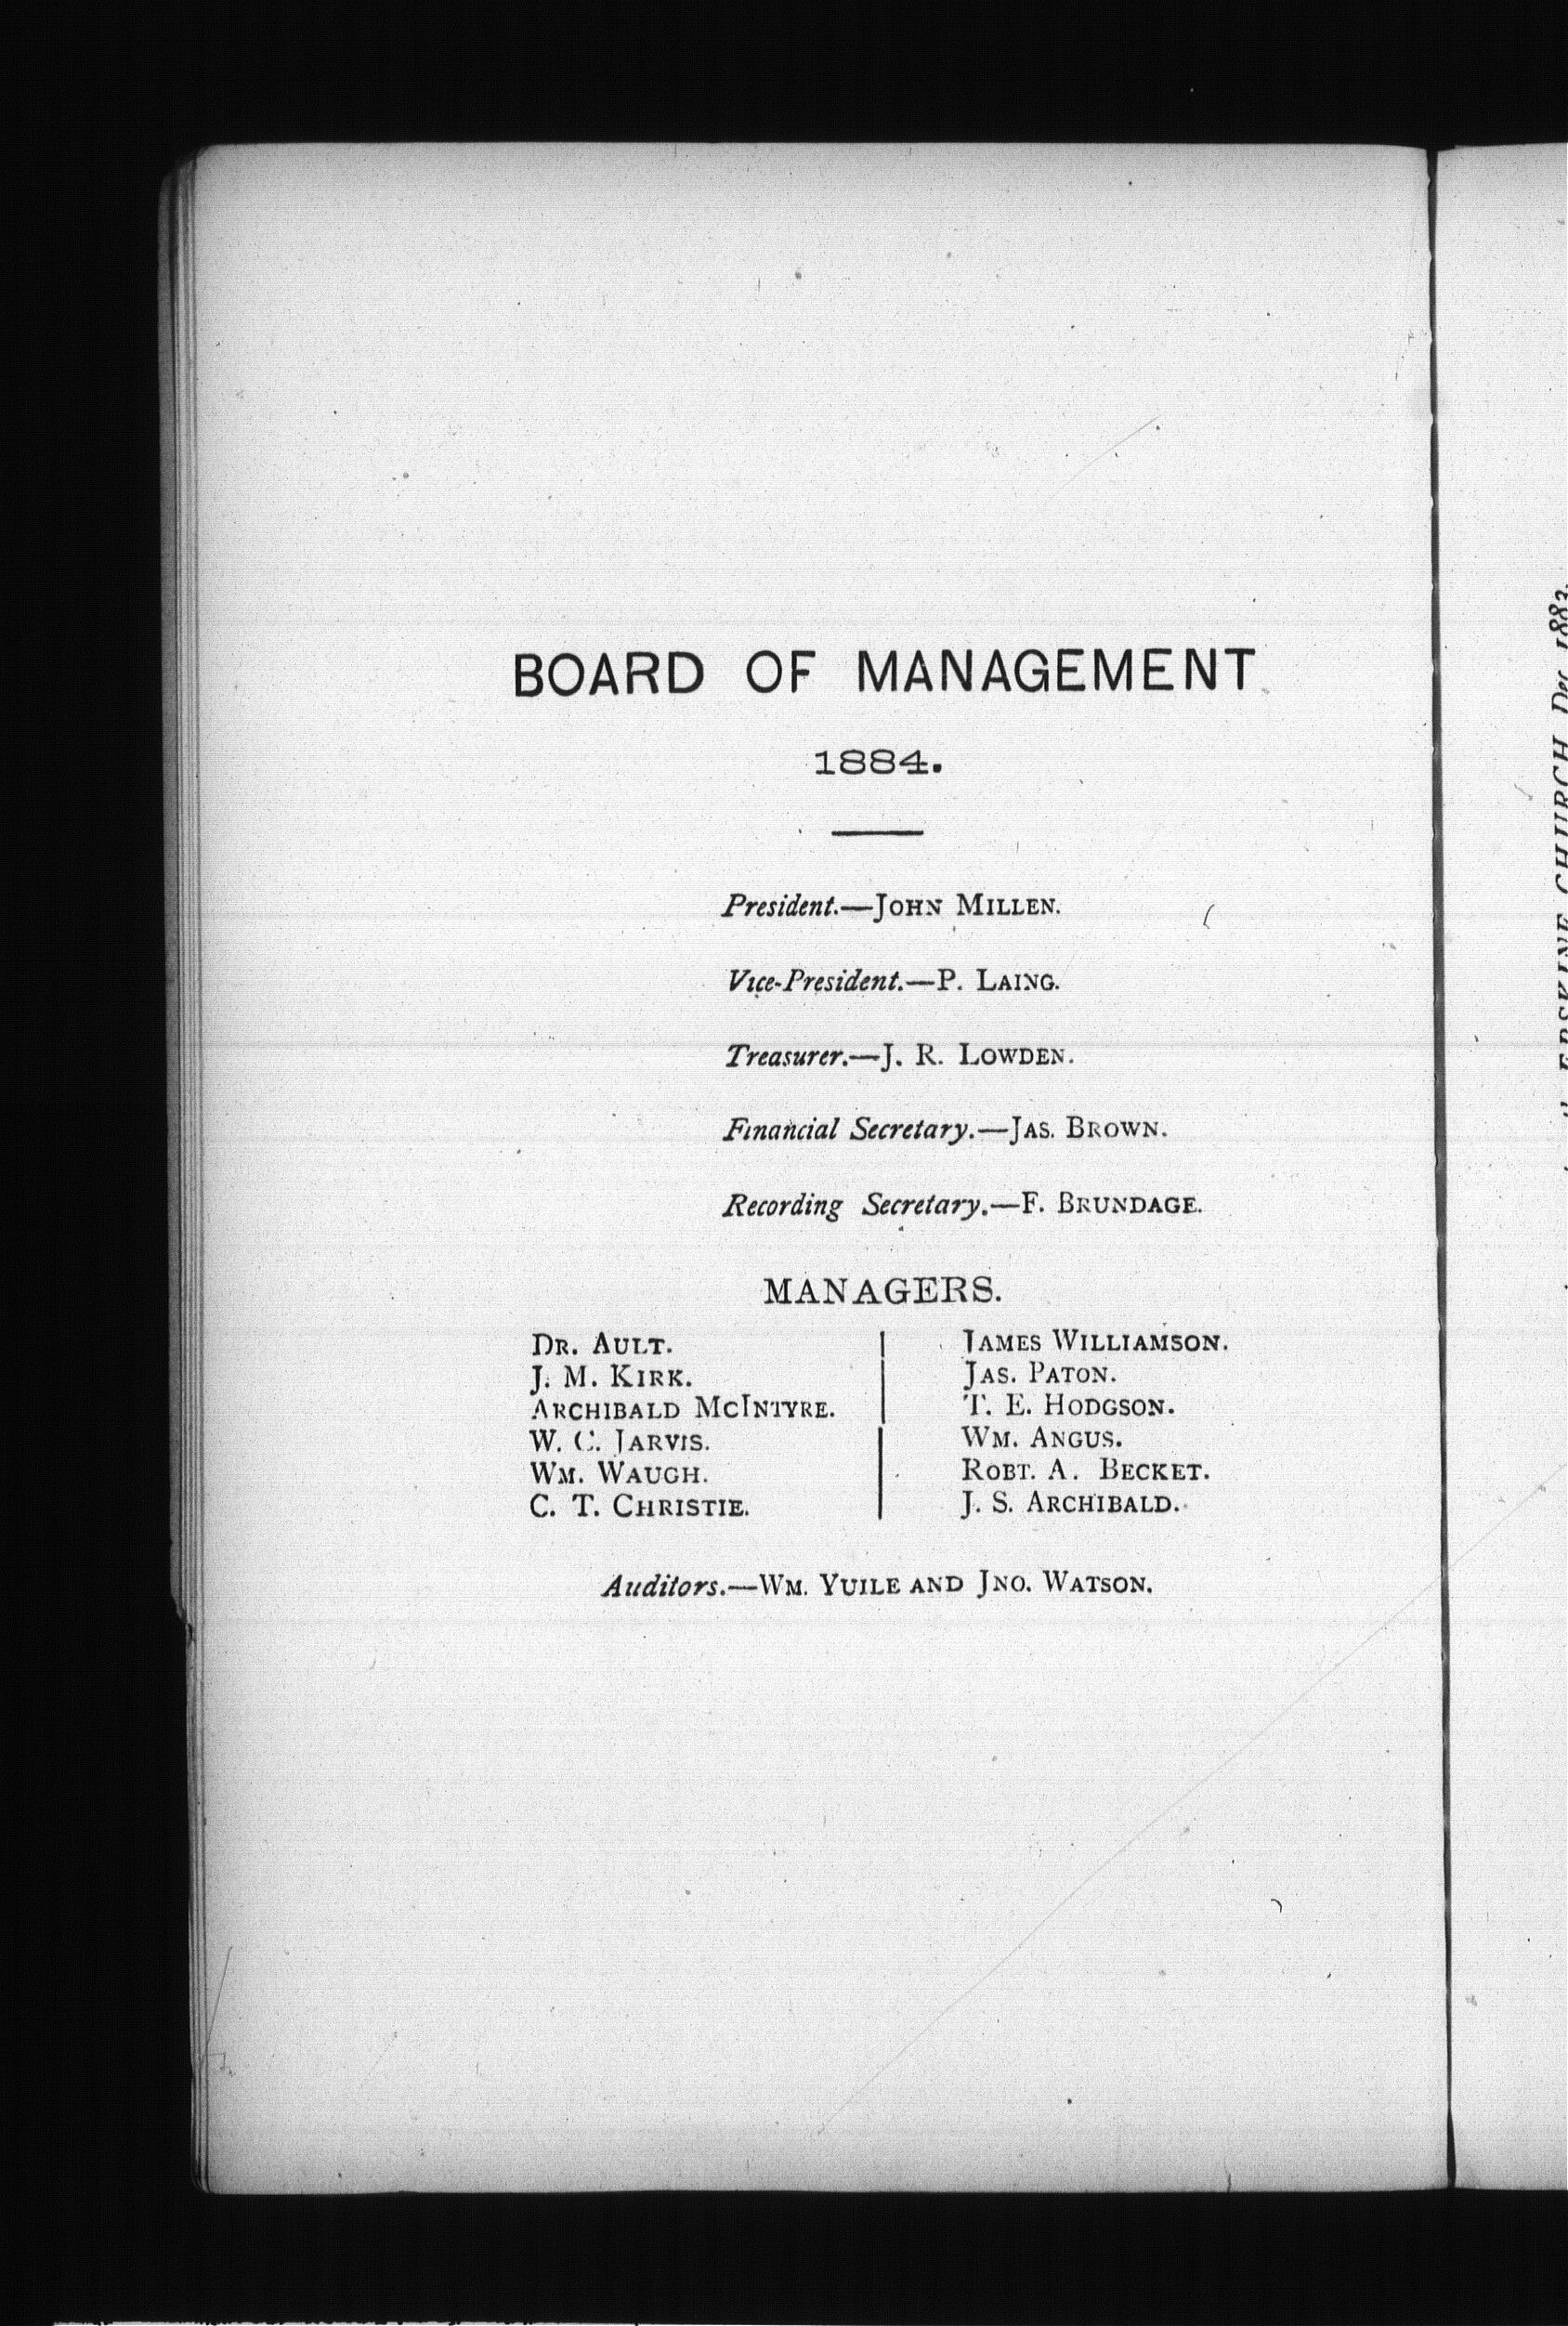 BOARD OF MANAGEMENT
1884.
President.—JOHN MILLEN.
Vice-President.—P. LAING.
Treasurer.—J. R. LOWDEN.
Financial Secretary.—JAS. BROWN.
Recording Secretary.—F. BRUNDAGE.
MANAGERS.
DR. AULT.
J. M. KIRK.
ARCHIBALD MCINTYRE.
W. C. JARVIS.
WM. WAUGH.
C. T. CHRISTIE.
JAMES WILLIAMSON.
JAS. PATON.
T. E. HODGSON.
WM. ANGUS.
ROBT. A. BECKET.
J. S. ARCHIBALD.
Auditors.—WM. YUILE AND JNO. WATSON.
ERSKINE CHURCH Dec 1883.